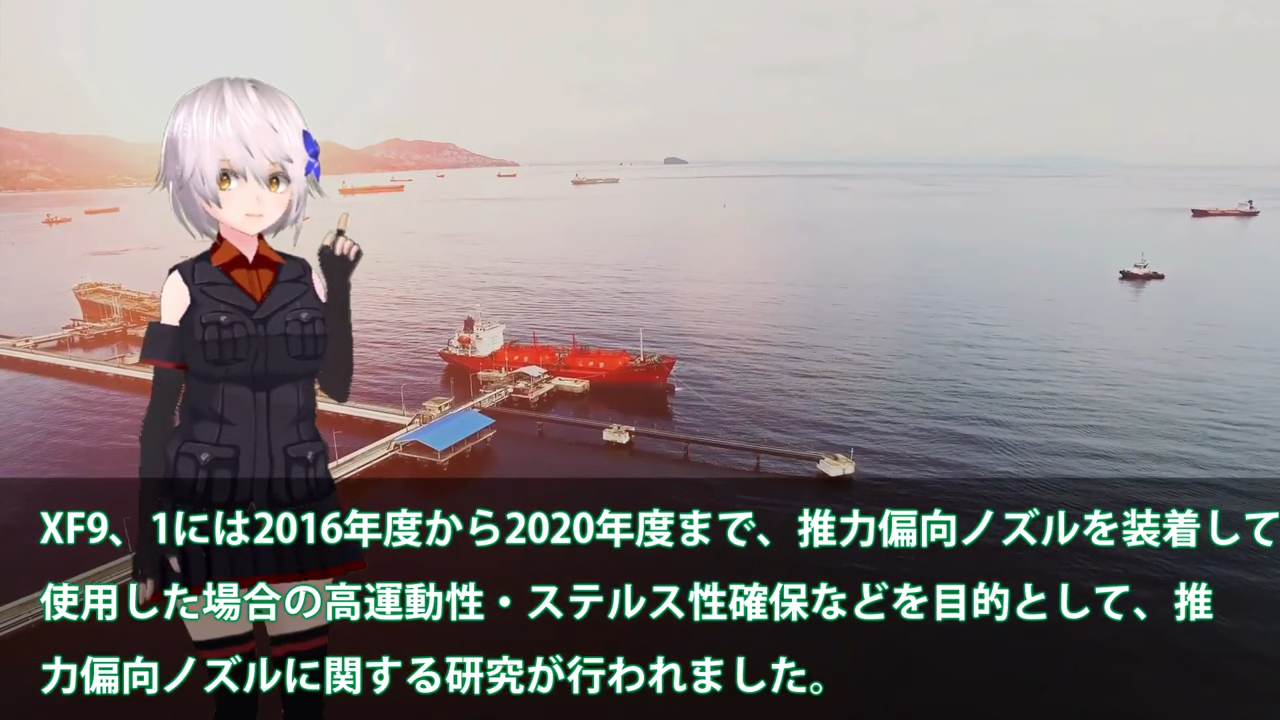 XF9、1には2016年度から2020年度まで、推力偏向ノズルを装着して
使用した場合の高運動性・ステルス性確保などを目的として、推
力偏向ノズルに関する研究が行われました。